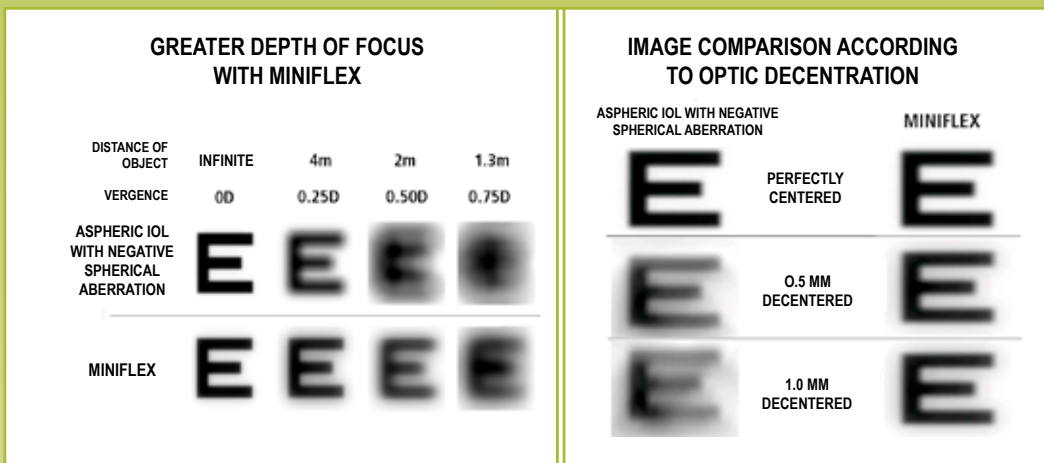 GREATER DEPTH OF FOCUS
WITH MINIFLEX
DISTANCE OF
OBJECT
INFINITE 4m 2m 1.3m
VERGENCE 0D 0.25D 0.50D 0.75D
ASPHERIC IOL
WITH NEGATIVE
SPHERICAL
ABERRATION
E E E
MINIFLEX
E E E E
IMAGE COMPARISON ACCORDING
TO OPTIC DECENTRATION
ASPHERIC IOL WITH NEGATIVE
SPHERICAL ABERRATION
MINIFLEX
E PERFECTLY
CENTERED E
E O.5 MM
DECENTERED E
E 1.0 MM
DECENTERED E